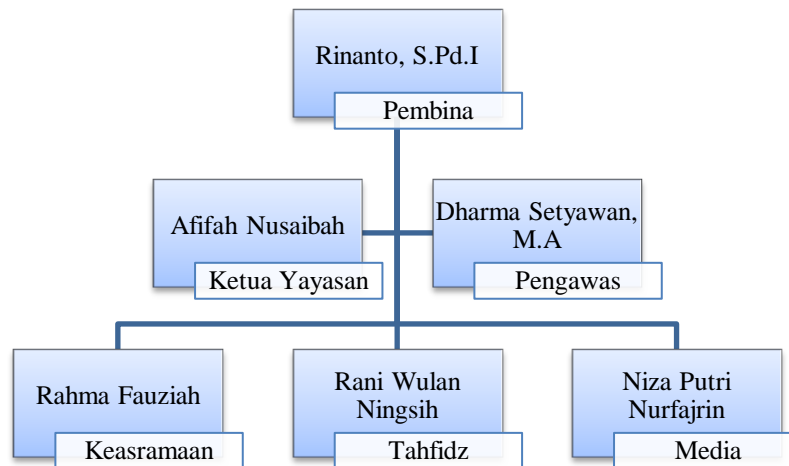 Rinanto, S.Pd.I
Pembina
Afifah Nusaibah
Ketua Yayasan
Dharma Setyawan,
M.A
Pengawas
Rahma Fauziah
Keasramaan
Rani Wulan
Ningsih
Tahfidz
Niza Putri
Nurfajrin
Media